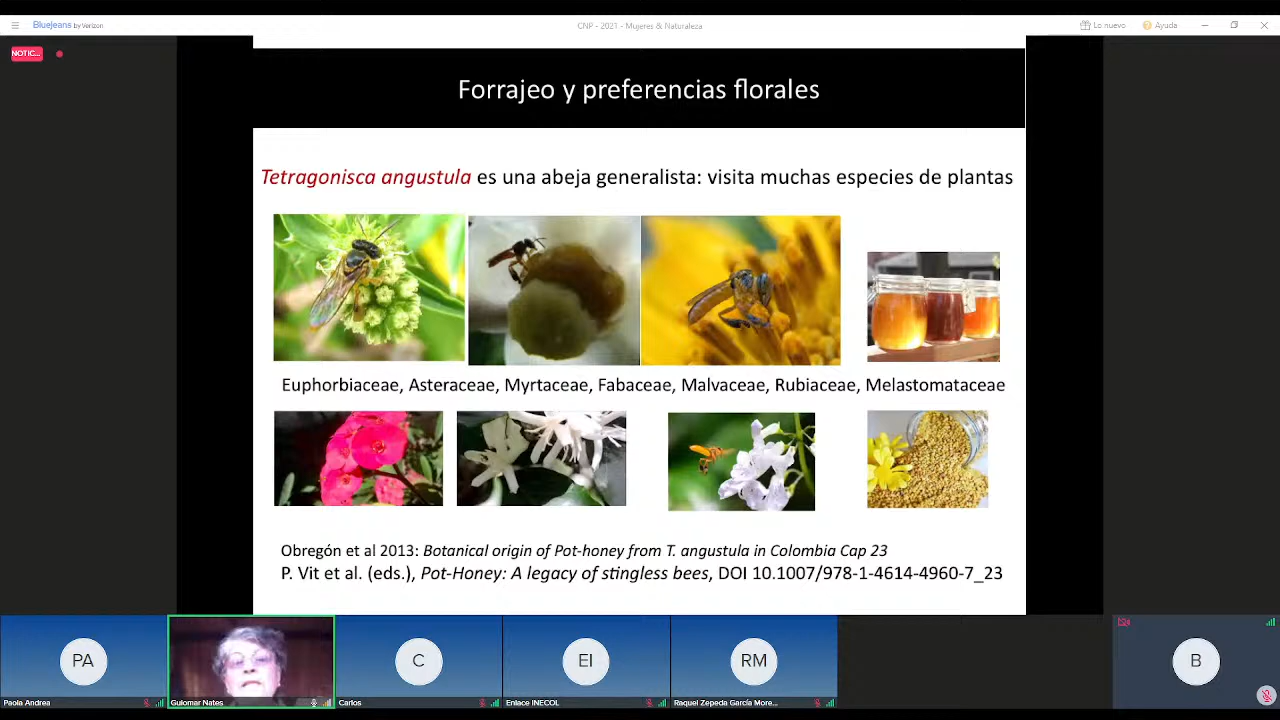 Bluejeans by Verizon
CNP - 2021 - Mujeres & Naturaleza
Lo nuevo
Ayuda
NOTIC...
Forrajeo y preferencias florales
Tetragonisca angustula es una abeja generalista: visita muchas especies de plantas
Euphorbiaceae, Asteraceae, Myrtaceae, Fabaceae, Malvaceae, Rubiaceae, Melastomataceae
Obregón et al 2013: Botanical origin of Pot-honey from T. angustula in Colombia Cap 23
P. Vit et al. (eds.), Pot-Honey: A legacy of stingless bees, DOI 10.1007/978-1-4614-4960-7_23
PA
C
EI
RM
B
Paola Andrea
Guiomar Nates
Carlos
Enlace INECOL
Raquel Zepeda García More...